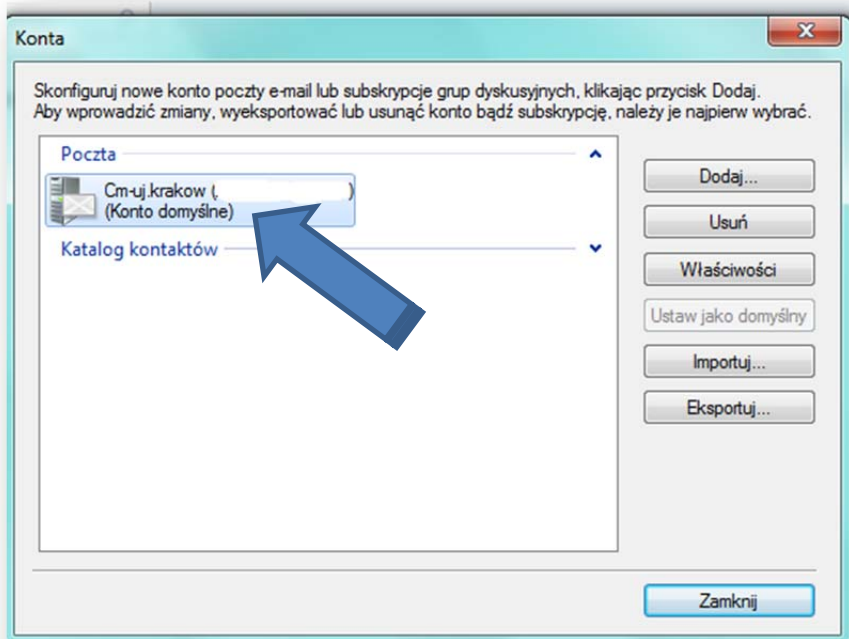 Konta
Skonfiguruj nowe konto poczty e-mail lub subskrypcje grup dyskusyjnych, klikając przycisk Dodaj.
Aby wprowadzić zmiany, wyeksportować lub usunąć konto bądź subskrypcję, należy je najpierw wybrać.
Poczta
Cm-uj.krakow ( )
(Konto domyślne)
Katalog kontaktów
Dodaj...
Usuń
Właściwości
Ustaw jako domyślny
Importuj...
Eksportuj...
Zamknij